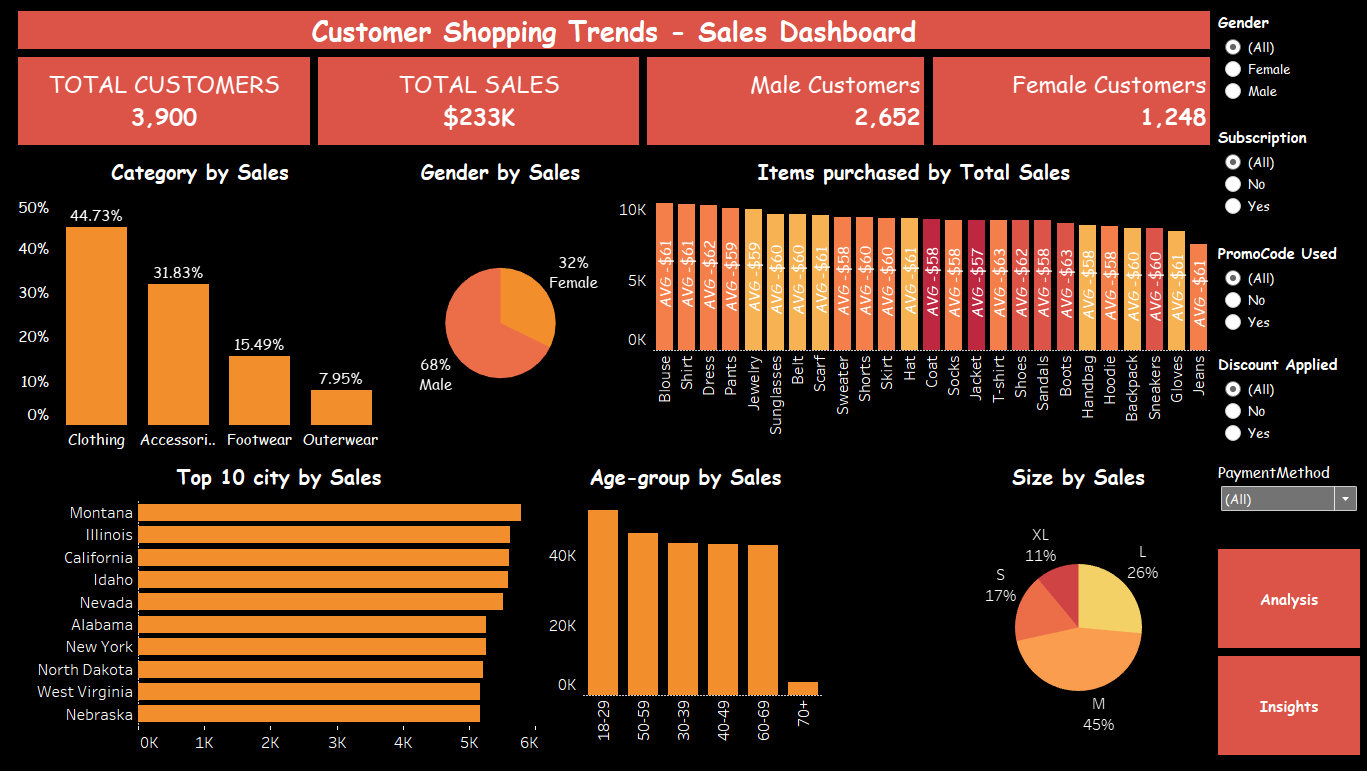 Customer Shopping Trends - Sales Dashboard
TOTAL CUSTOMERS
3,900
TOTAL SALES
$233K
Male Customers
2,652
Female Customers
1,248
Category by Sales
50%
40%
30%
20%
10%
0%
44.73%
31.83%
15.49%
7.95%
Clothing
Accessori..
Footwear
Outerwear
Gender by Sales
32%
Female
68%
Male
Items purchased by Total Sales
10K
5K
0K
AVG -$61
AVG -$61
AVG -$62
AVG -$59
AVG -$59
AVG -$60
AVG -$60
AVG -$61
AVG -$58
AVG -$60
AVG -$60
AVG -$61
AVG -$58
AVG -$58
AVG -$57
AVG -$63
AVG -$62
AVG -$58
AVG -$63
AVG -$58
AVG -$58
AVG -$60
AVG -$60
AVG -$61
AVG -$61
Blouse
Shirt
Dress
Pants
Jewelry
Sunglasses
Belt
Scarf
Sweater
Shorts
Skirt
Hat
Coat
Socks
Jacket
T-shirt
Shoes
Sandals
Boots
Handbag
Hoodie
Backpack
Sneakers
Gloves
Jeans
Top 10 city by Sales
Montana
Illinois
California
Idaho
Nevada
Alabama
New York
North Dakota
West Virginia
Nebraska
0K
1K
2K
3K
4K
5K
6K
Age-group by Sales
40K
20K
0K
18-29
50-59
30-39
40-49
60-69
70+
Size by Sales
XL
11%
L
26%
S
17%
M
45%
Gender
(All)
Female
Male
Subscription
(All)
No
Yes
PromoCode Used
(All)
No
Yes
Discount Applied
(All)
No
Yes
PaymentMethod
(All)
Analysis
Insights